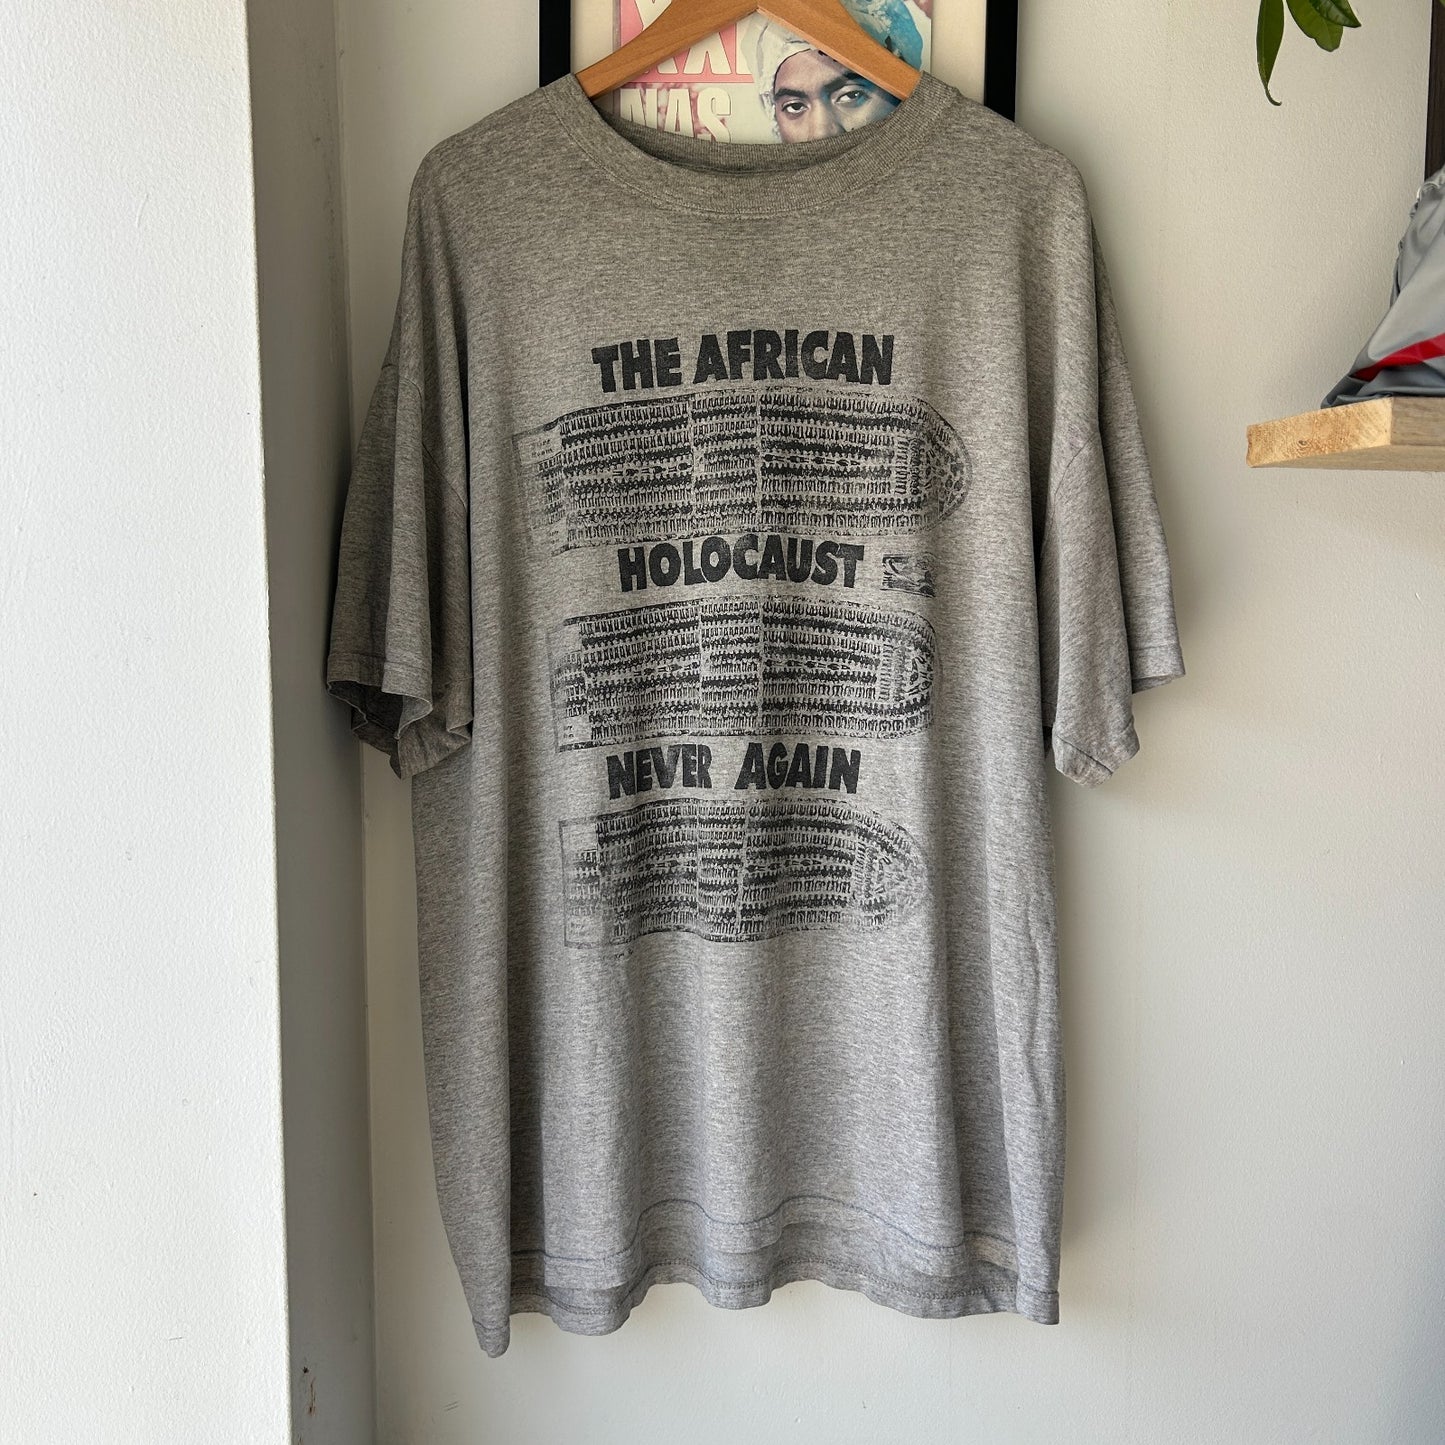 NAS
THE AFRICAN
HOLOCAUST
NEVER AGAIN